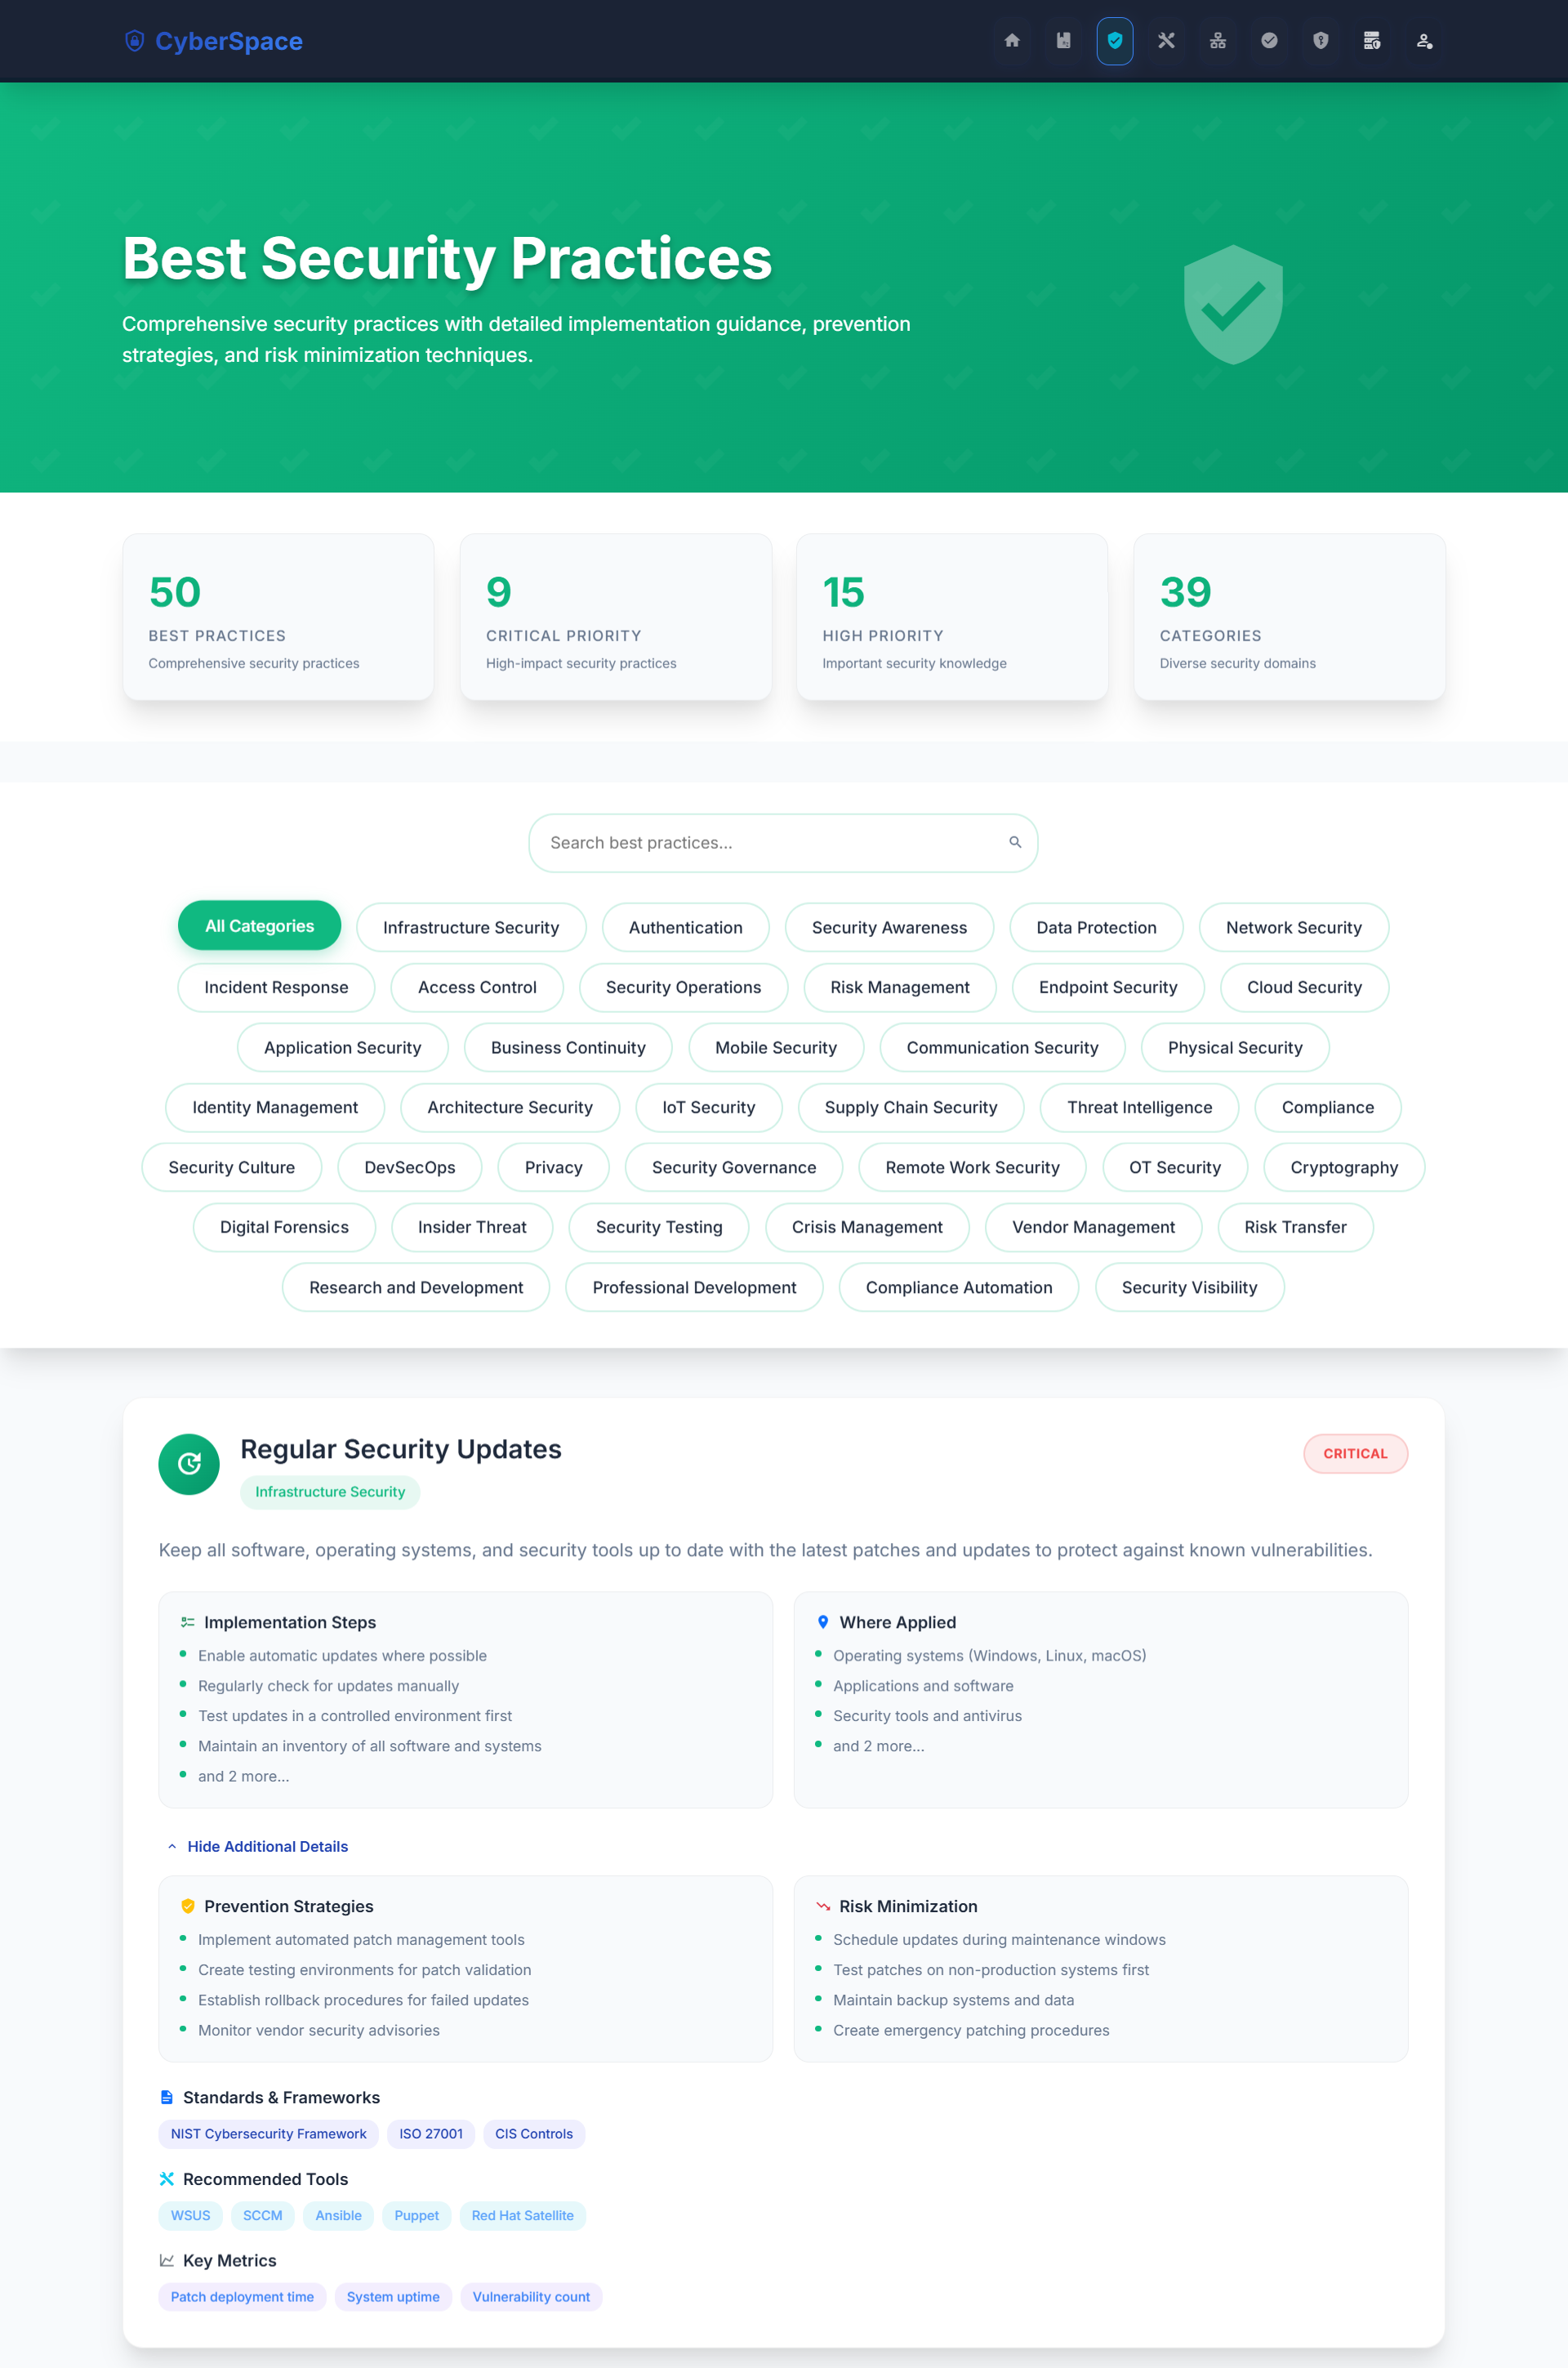 CyberSpace
Best Security Practices
Comprehensive security practices with detailed implementation guidance, prevention
strategies, and risk minimization techniques.
50
BEST PRACTICES
Comprehensive security practices
9
CRITICAL PRIORITY
High-impact security practices
15
HIGH PRIORITY
Important security knowledge
39
CATEGORIES
Diverse security domains
Search best practices...
All Categories
Infrastructure Security
Authentication
Security Awareness
Data Protection
Network Security
Incident Response
Access Control
Security Operations
Risk Management
Endpoint Security
Cloud Security
Application Security
Business Continuity
Mobile Security
Communication Security
Physical Security
Identity Management
Architecture Security
IoT Security
Supply Chain Security
Threat Intelligence
Compliance
Security Culture
DevSecOps
Privacy
Security Governance
Remote Work Security
OT Security
Cryptography
Digital Forensics
Insider Threat
Security Testing
Crisis Management
Vendor Management
Risk Transfer
Research and Development
Professional Development
Compliance Automation
Security Visibility
Regular Security Updates
Infrastructure Security
CRITICAL
Keep all software, operating systems, and security tools up to date with the latest patches and updates to protect against known vulnerabilities.
Implementation Steps
Enable automatic updates where possible
Regularly check for updates manually
Test updates in a controlled environment first
Maintain an inventory of all software and systems
and 2 more...
Where Applied
Operating systems (Windows, Linux, macOS)
Applications and software
Security tools and antivirus
and 2 more...
Hide Additional Details
Prevention Strategies
Implement automated patch management tools
Create testing environments for patch validation
Establish rollback procedures for failed updates
Monitor vendor security advisories
Risk Minimization
Schedule updates during maintenance windows
Test patches on non-production systems first
Maintain backup systems and data
Create emergency patching procedures
Standards & Frameworks
NIST Cybersecurity Framework
ISO 27001
CIS Controls
Recommended Tools
WSUS
SCCM
Ansible
Puppet
Red Hat Satellite
Key Metrics
Patch deployment time
System uptime
Vulnerability count